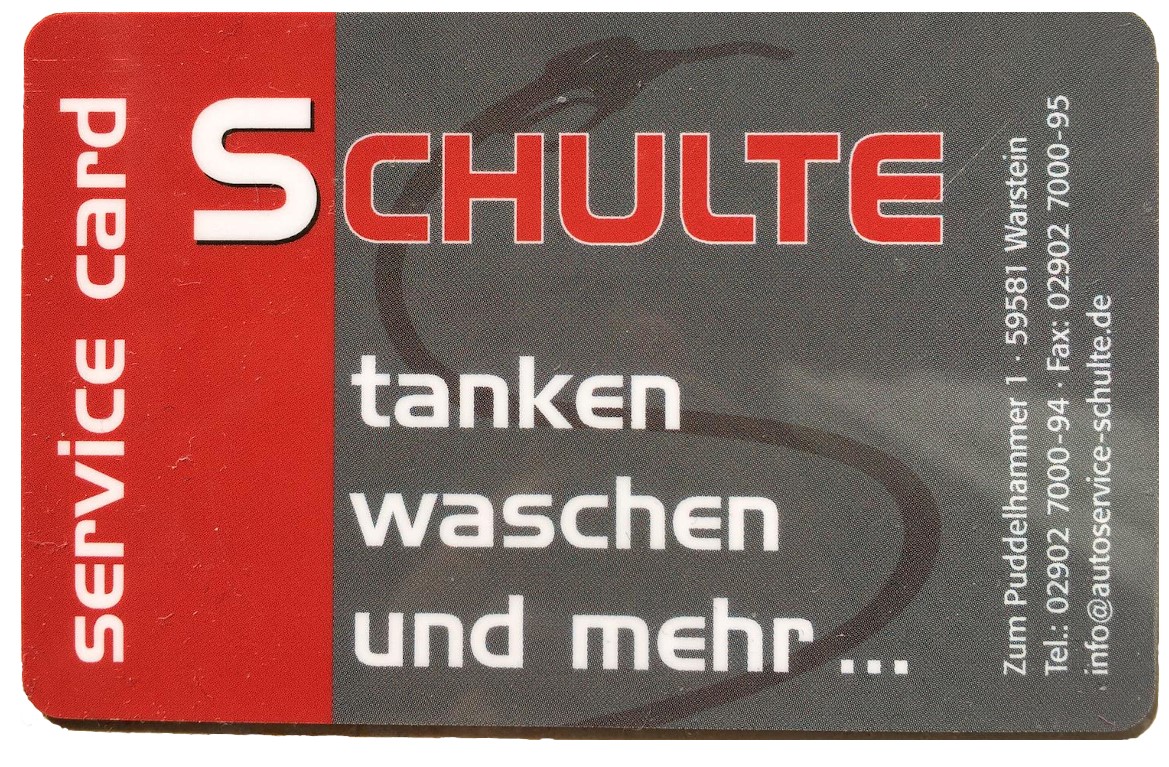 service card
SCHULTE
tanken
waschen
und mehr ...
Zum Puddelhammer 1 · 59581 Warstein
Tel.: 02902 7000-94 · Fax: 02902 7000-95
info@autoservice-schulte.de